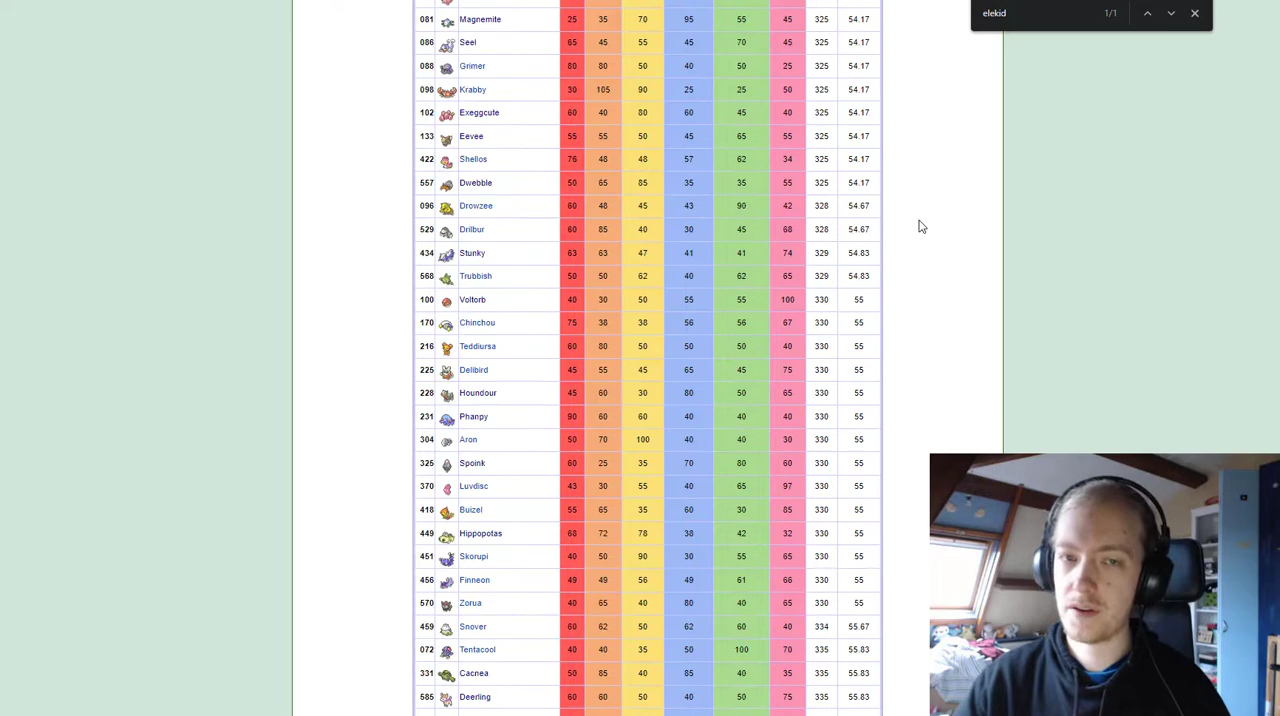 elekid 1/1
081 Magnemite 25 35 70 95 55 45 325 54.17
086 Seel 65 45 55 45 70 45 325 54.17
088 Grimer 80 80 50 40 50 25 325 54.17
098 Krabby 30 105 90 25 25 50 325 54.17
102 Exeggcute 60 40 80 60 45 40 325 54.17
133 Eevee 55 55 50 45 65 55 325 54.17
422 Shellos 76 48 48 57 62 34 325 54.17
557 Dwebble 50 65 85 35 35 55 325 54.17
096 Drowzee 60 48 45 43 90 42 328 54.67
529 Drilbur 60 85 40 30 45 68 328 54.67
434 Stunky 63 63 47 41 41 74 329 54.83
568 Trubbish 50 50 62 40 62 65 329 54.83
100 Voltorb 40 30 50 55 55 100 330 55
170 Chinchou 75 38 38 56 56 67 330 55
216 Teddiursa 60 80 50 50 50 40 330 55
225 Delibird 45 55 45 65 45 75 330 55
228 Houndour 45 60 30 80 50 65 330 55
231 Phanpy 90 60 60 40 40 40 330 55
304 Aron 50 70 100 40 40 30 330 55
325 Spoink 60 25 35 70 80 60 330 55
370 Luvdisc 43 30 55 40 65 97 330 55
418 Buizel 55 65 35 60 30 85 330 55
449 Hippopotas 68 72 78 38 42 32 330 55
451 Skorupi 40 50 90 30 55 65 330 55
456 Finneon 49 49 56 49 61 66 330 55
570 Zorua 40 65 40 80 40 65 330 55
459 Snover 60 62 50 62 60 40 334 55.67
072 Tentacool 40 40 35 50 100 70 335 55.83
331 Cacnea 50 85 40 85 40 35 335 55.83
585 Deerling 60 60 50 40 50 75 335 55.83